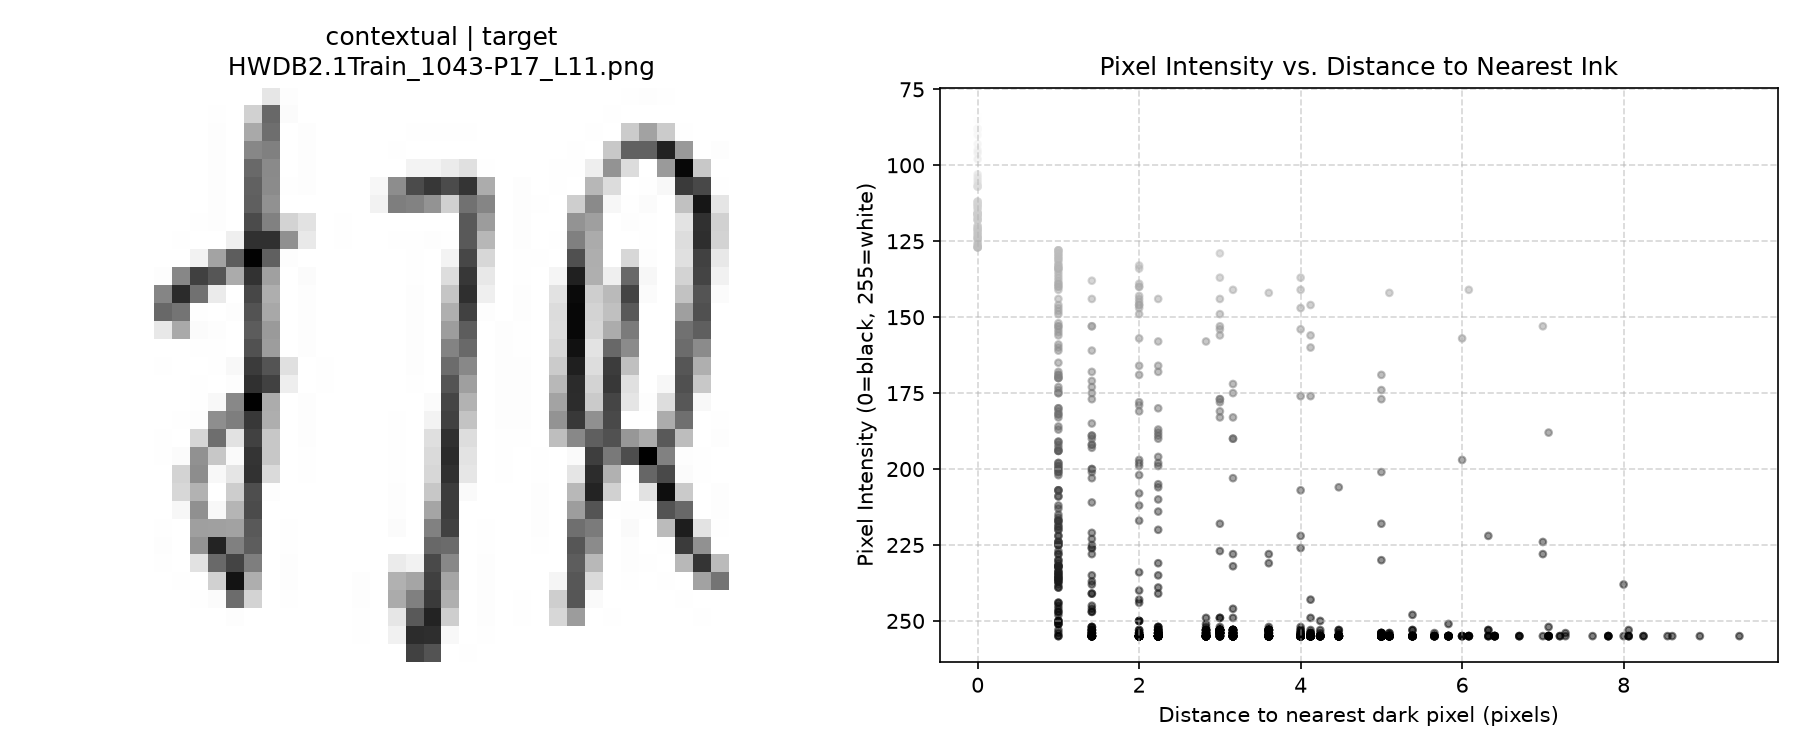 contextual | target
HWDB2.1Train_1043-P17_L11.png
Pixel Intensity vs. Distance to Nearest Ink
Pixel Intensity (0=black, 255=white)
75
100
125
150
175
200
225
250
0 2 4 6 8
Distance to nearest dark pixel (pixels)